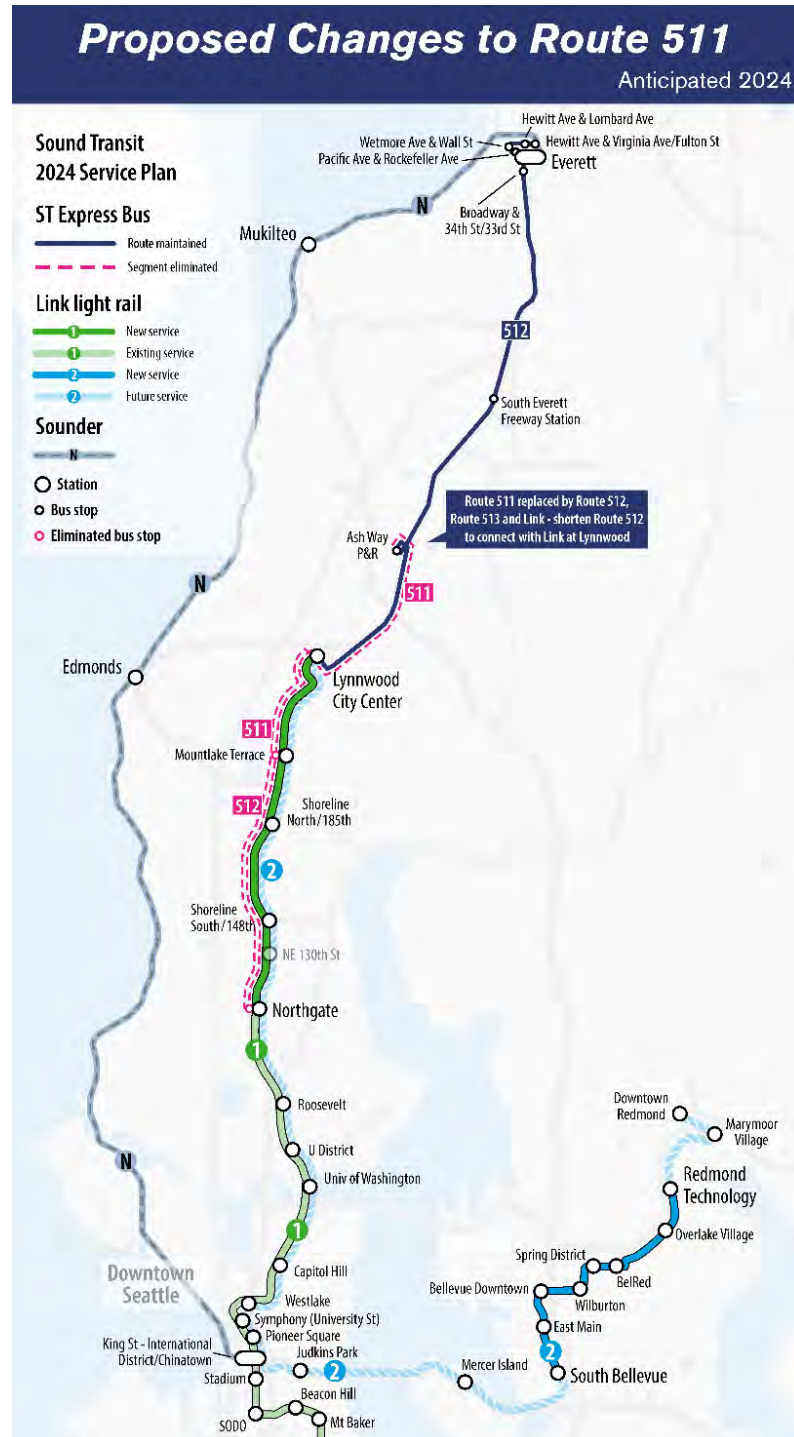 Proposed Changes to Route 511
Anticipated 2024
Sound Transit
2024 Service Plan
ST Express Bus
Route maintained
Segment eliminated
Link light rail
1 New service
1 Existing service
2 New service
2 Future service
Sounder
N
Station
Bus stop
Eliminated bus stop
Hewitt Ave & Lombard Ave
Wetmore Ave & Wall St
Hewitt Ave & Virginia Ave/Fulton St
Pacific Ave & Rockefeller Ave
Everett
N
Broadway &
34th St/33rd St
Mukilteo
512
South Everett
Freeway Station
Route 511 replaced by Route 512,
Route 513 and Link - shorten Route 512
to connect with Link at Lynnwood
Ash Way
P&R
N
511
Edmonds
Lynnwood
City Center
511
Mountlake Terrace
512
Shoreline
North/185th
2
Shoreline
South/148th
NE 130th St
Northgate
1
Roosevelt
U District
Univ of Washington
N
1
Capitol Hill
Downtown
Seattle
Westlake
Symphony (University St)
Pioneer Square
King St - International
District/Chinatown
Judkins Park
2
Stadium
Beacon Hill
SODO
Mt Baker
Mercer Island
Downtown
Redmond
Marymoor
Village
Redmond
Technology
Overlake Village
Spring District
BelRed
Bellevue Downtown
Wilburton
East Main
2
South Bellevue